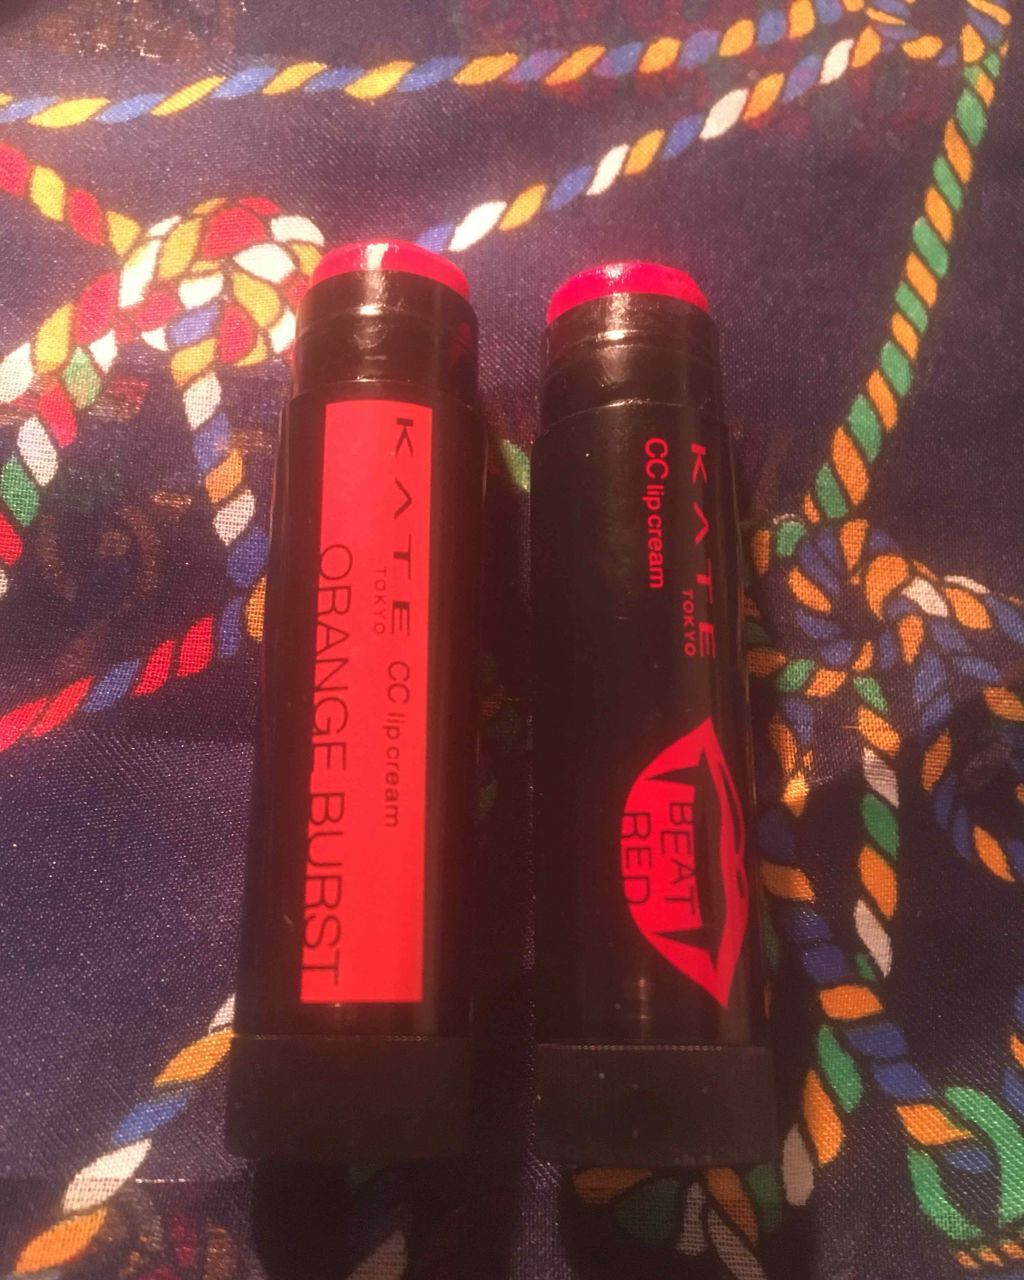 KATE
TOKYO
CC lip cream
ORANGE BURST
KATE
TOKYO
CC lip cream
BEAT
RED